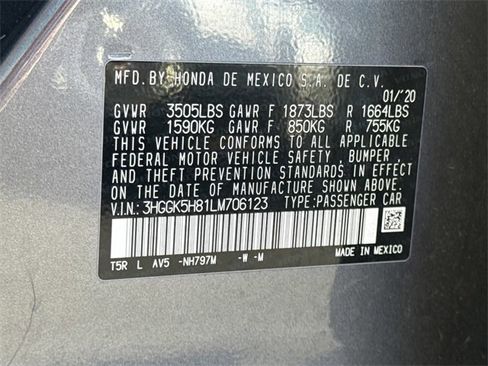 MFD. BY HONDA DE MEXICO S.A. DE C.V.
01/'20
GVWR 3505LBS GAWR F 1873LBS R 1664LBS
GVWR 1590KG GAWR F 850KG R 755KG
THIS VEHICLE CONFORMS TO ALL APPLICABLE
FEDERAL MOTOR VEHICLE SAFETY, BUMPER,
AND THEFT PREVENTION STANDARDS IN EFFECT
ON THE DATE OF MANUFACTURE SHOWN ABOVE.
V.I.N.: 3HGGK5H81LM706123 TYPE:PASSENGER CAR
T5R L AV5 -NH797M -W -M MADE IN MEXICO